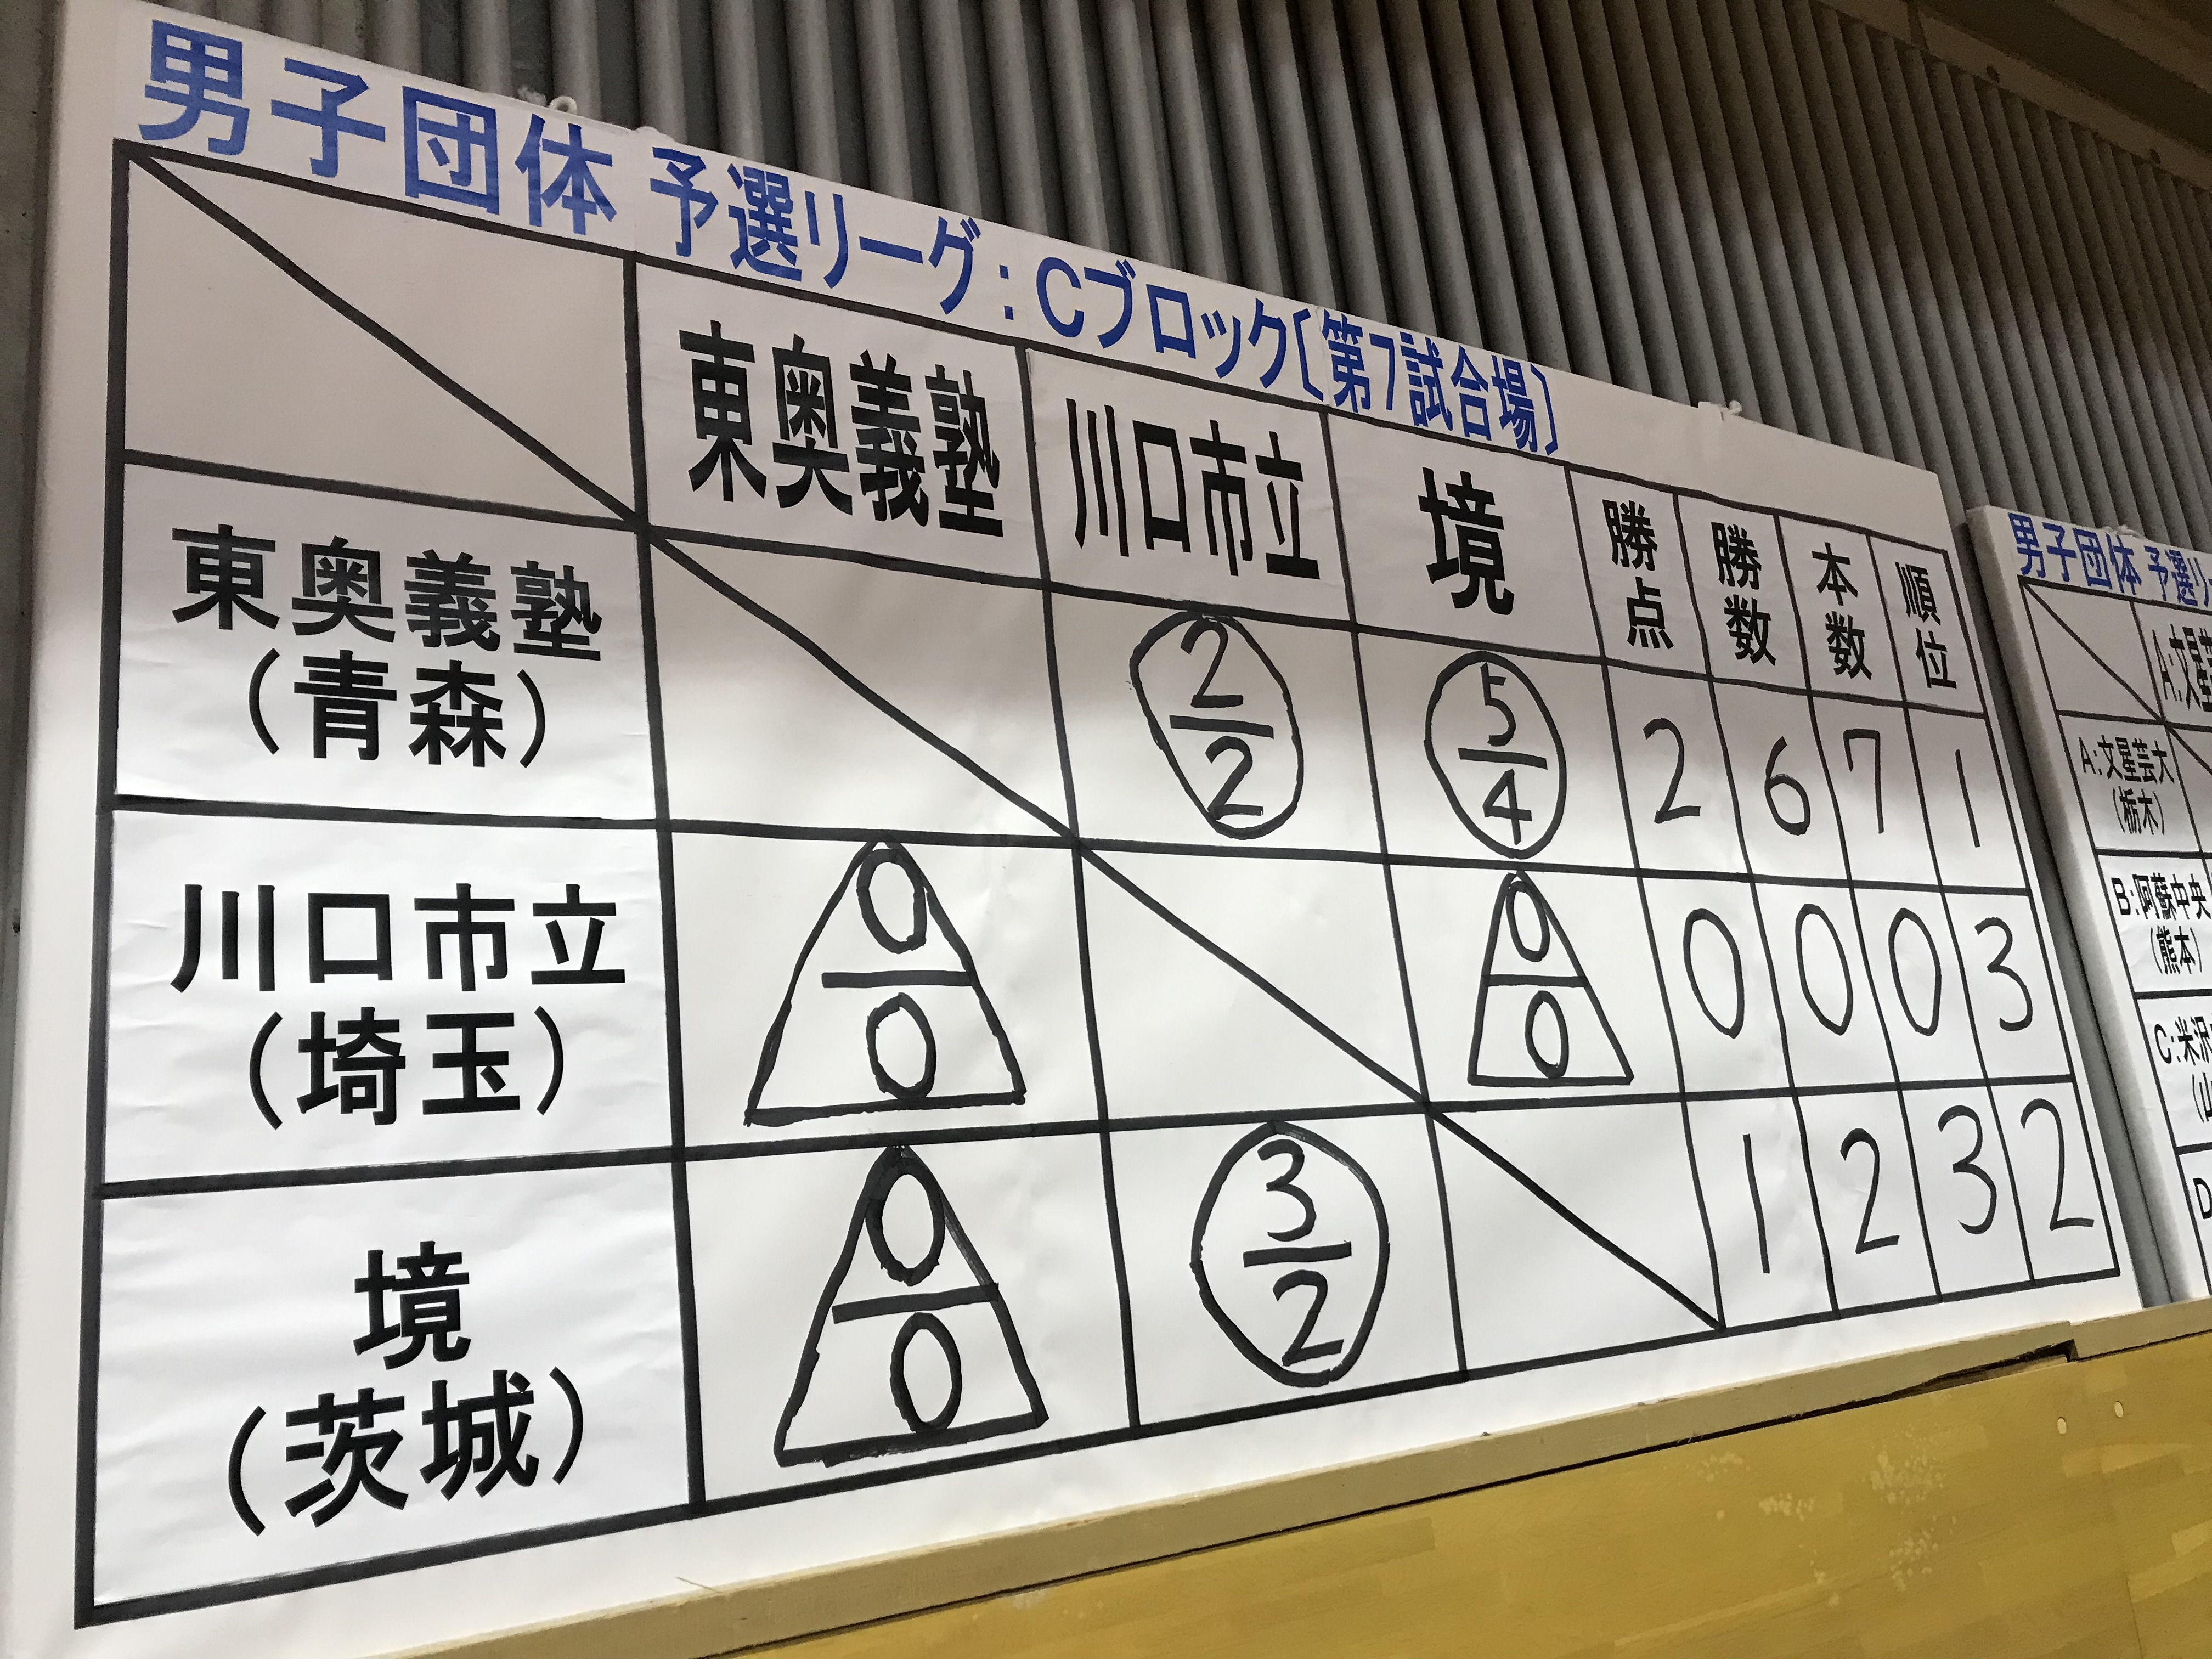 男子団体 予選リーグ：Cブロック〔第7試合場〕
東奥義塾 川口市立 境 勝点 勝数 本数 順位
東奥義塾
（青森）
2
2
5
4
2 6 7 1
川口市立
（埼玉）
0
0
0
0
0 0 0 3
境
（茨城）
0
0
3
2
1 2 3 2
男子団体 予選リ
A:文星
A:文星芸大
（栃木）
B:阿蘇中央
（熊本）
C:米沢
D